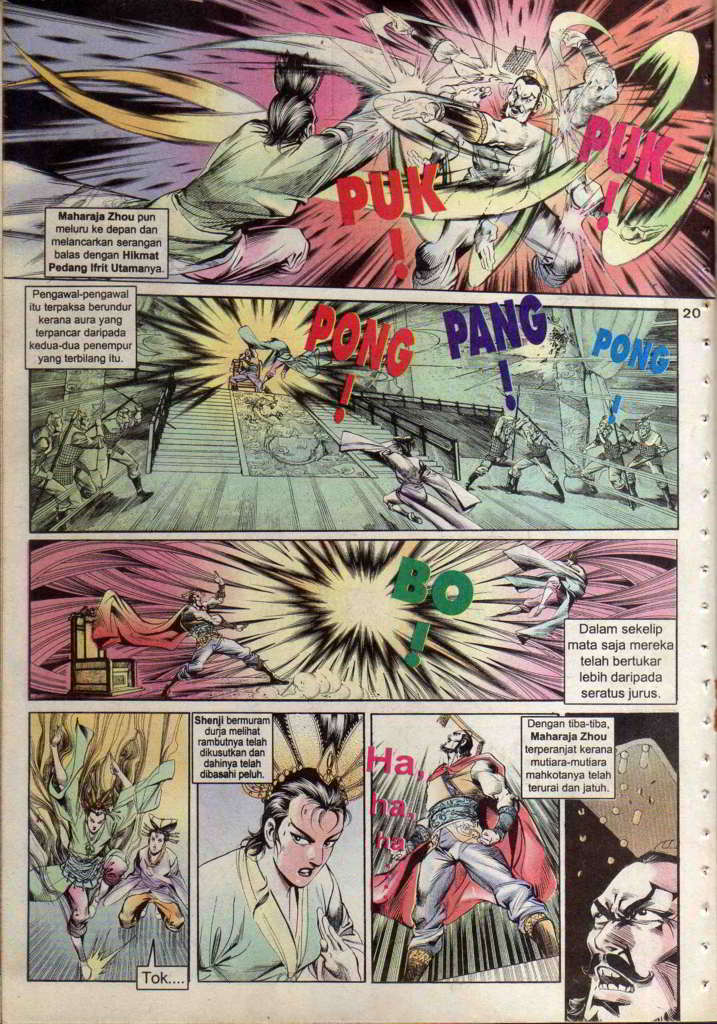 PUK
!
PUK
!
Maharaja Zhou pun
meluru ke depan dan
melancarkan serangan
balas dengan Hikmat
Pedang Ifrit Utamanya.
20
Pengawal-pengawal
itu terpaksa berundur
kerana aura yang
terpancar daripada
kedua-dua penempur
yang terbilang itu.
PONG
!
PANG
!
PONG
!
BO
!
Dalam sekelip
mata saja mereka
telah bertukar
lebih daripada
seratus jurus.
Tok....
Shenji bermuram
durja melihat
rambutnya telah
dikusutkan dan
dahinya telah
dibasahi peluh.
Ha,
ha,
ha
Dengan tiba-tiba,
Maharaja Zhou
terperanjat kerana
mutiara-mutiara
mahkotanya telah
terurai dan jatuh.